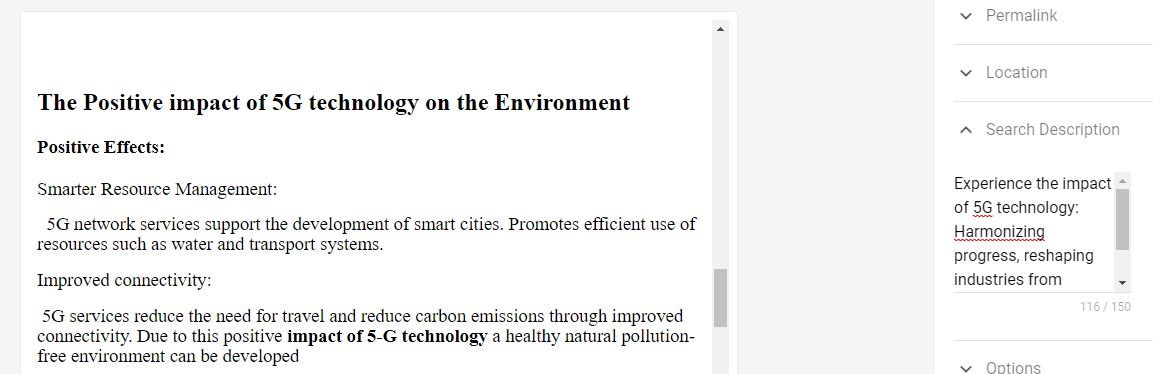 The Positive impact of 5G technology on the Environment
Positive Effects:
Smarter Resource Management:
5G network services support the development of smart cities. Promotes efficient use of
resources such as water and transport systems.
Improved connectivity:
5G services reduce the need for travel and reduce carbon emissions through improved
connectivity. Due to this positive impact of 5-G technology a healthy natural pollution-
free environment can be developed
Permalink
Location
Search Description
Experience the impact
of 5G technology:
Harmonizing
progress, reshaping
industries from
116 / 150
Options